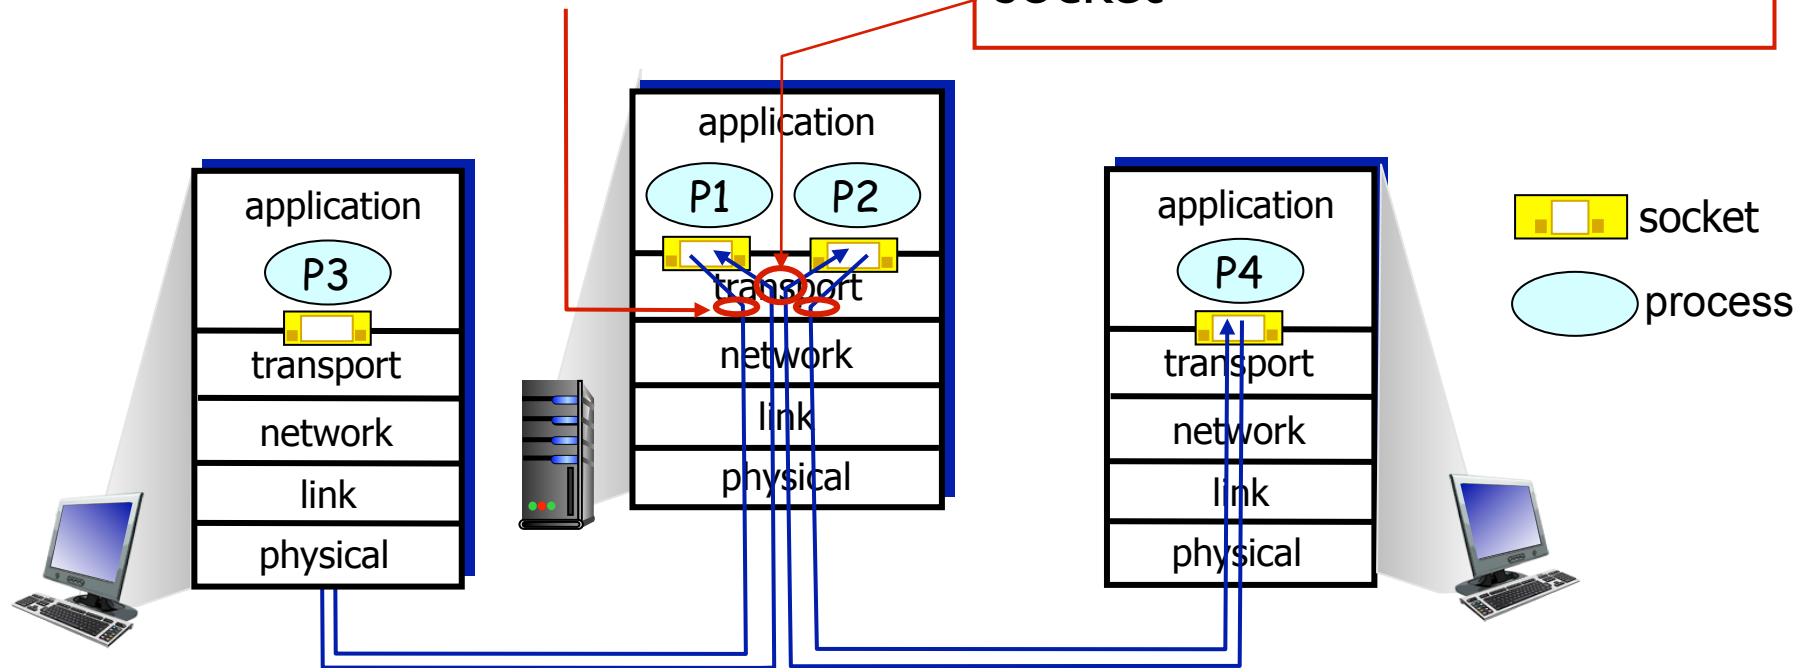 socket
application
P1 P2
transport
network
link
physical
application
P3
transport
network
link
physical
application
P4
transport
network
link
physical
socket
process